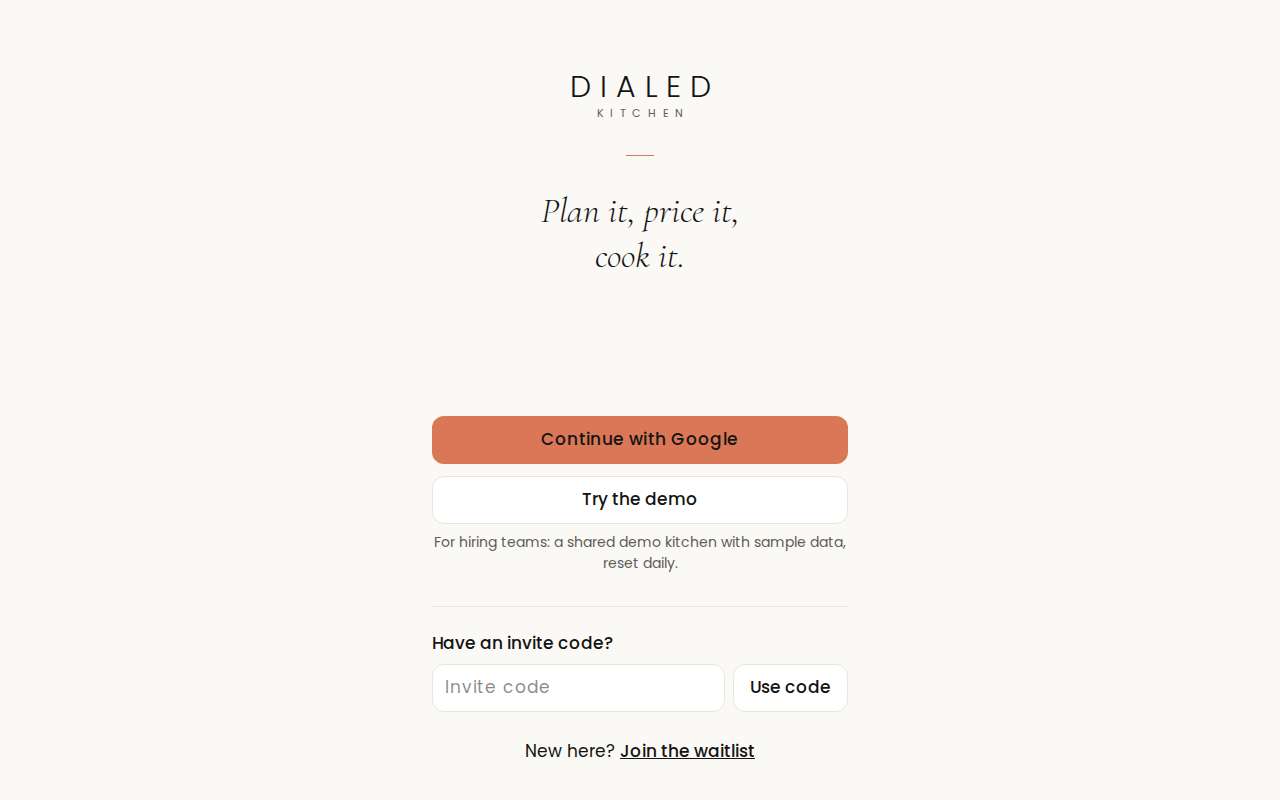 DIALED
KITCHEN
Plan it, price it,
cook it.
Continue with Google
Try the demo
For hiring teams: a shared demo kitchen with sample data,
reset daily.
Have an invite code?
Invite code
Use code
New here? Join the waitlist